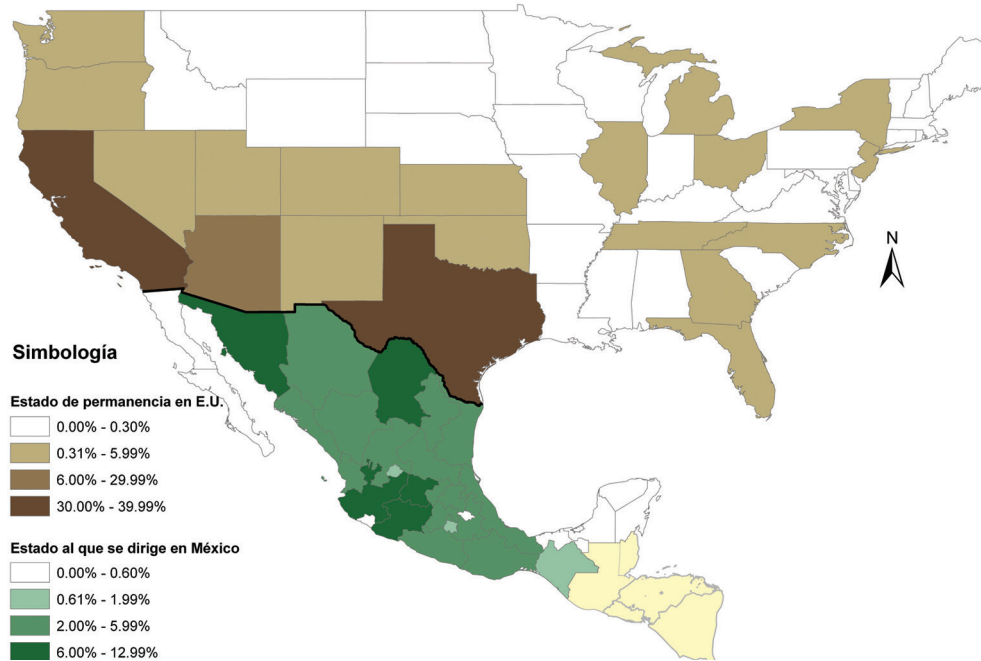 N
Simbología
Estado de permanencia en E.U.
0.00% - 0.30%
0.31% - 5.99%
6.00% - 29.99%
30.00% - 39.99%
Estado al que se dirige en México
0.00% - 0.60%
0.61% - 1.99%
2.00% - 5.99%
6.00% - 12.99%